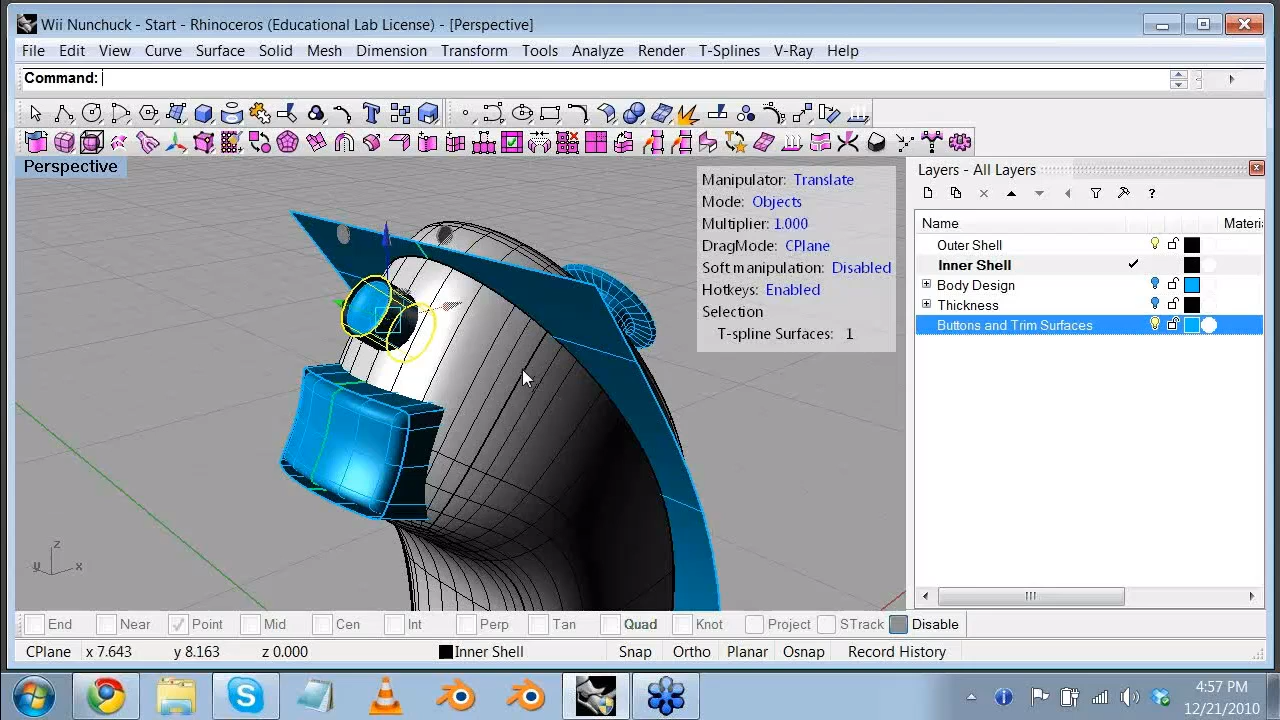 Wii Nunchuck - Start - Rhinoceros (Educational Lab License) - [Perspective]
File Edit View Curve Surface Solid Mesh Dimension Transform Tools Analyze Render T-Splines V-Ray Help
Command:
Perspective
Manipulator: Translate
Mode: Objects
Multiplier: 1.000
DragMode: CPlane
Soft manipulation: Disabled
Hotkeys: Enabled
Selection
T-spline Surfaces: 1
Layers - All Layers
Name Materi
Outer Shell
Inner Shell
Body Design
Thickness
Buttons and Trim Surfaces
z
y x
End Near Point Mid Cen Int Perp Tan Quad Knot Project STrack Disable
CPlane x 7.643 y 8.163 z 0.000 Inner Shell Snap Ortho Planar Osnap Record History
4:57 PM
12/21/2010